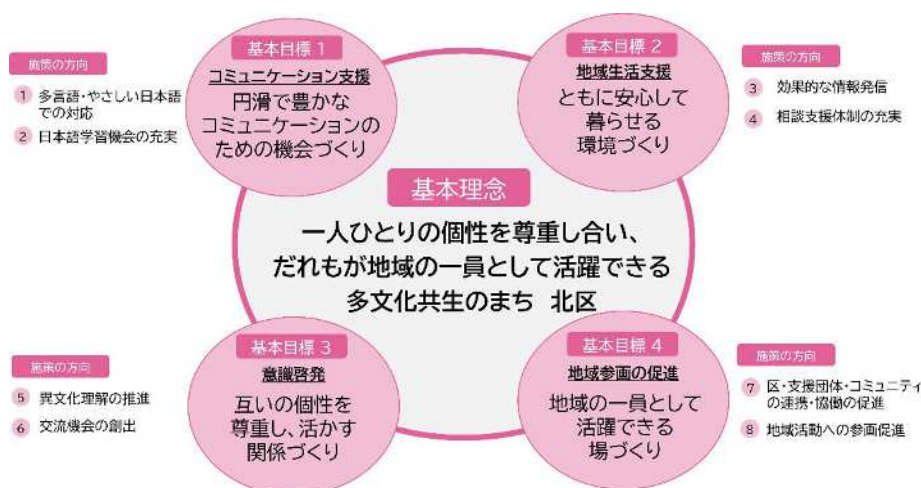 基本目標 1
コミュニケーション支援
円滑で豊かな
コミュニケーションの
ための機会づくり
施策の方向
1 多言語・やさしい日本語
での対応
2 日本語学習機会の充実
基本目標 2
地域生活支援
ともに安心して
暮らせる
環境づくり
施策の方向
3 効果的な情報発信
4 相談支援体制の充実
基本理念
一人ひとりの個性を尊重し合い、
だれもが地域の一員として活躍できる
多文化共生のまち 北区
基本目標 3
意識啓発
互いの個性を
尊重し、活かす
関係づくり
施策の方向
5 異文化理解の推進
6 交流機会の創出
基本目標 4
地域参画の促進
地域の一員として
活躍できる
場づくり
施策の方向
7 区・支援団体・コミュニティ
の連携・協働の促進
8 地域活動への参画促進